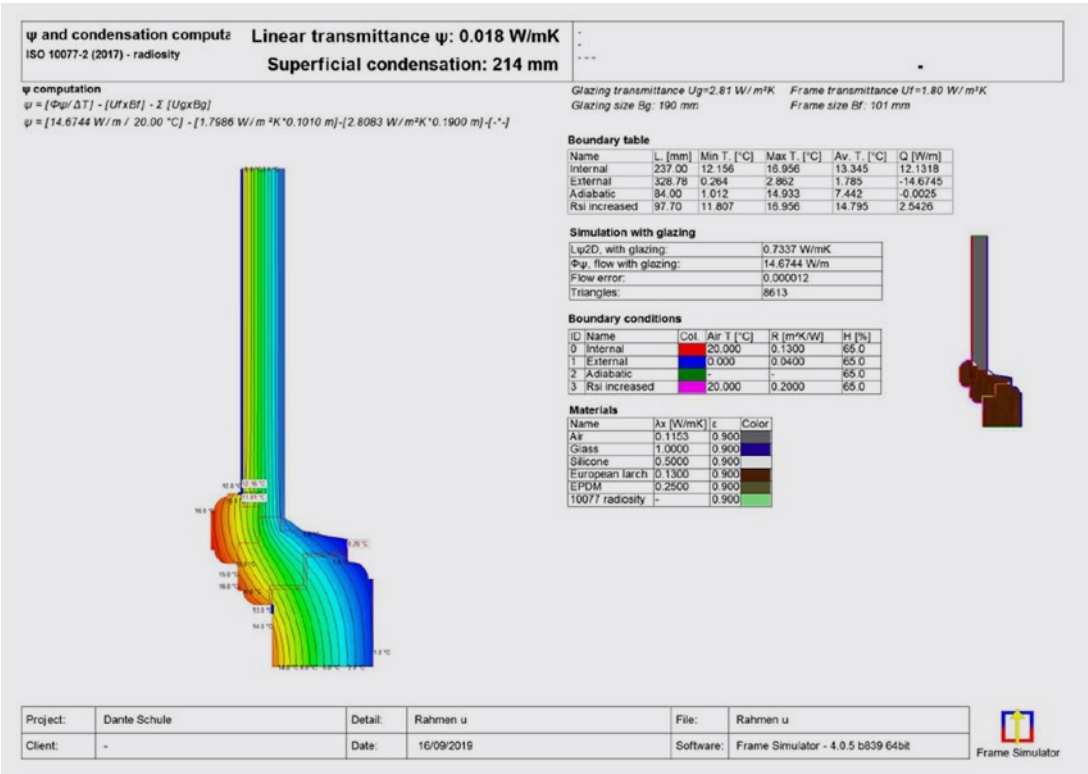 ψ and condensation computa
ISO 10077-2 (2017) - radiosity
Linear transmittance ψ: 0.018 W/mK
Superficial condensation: 214 mm
-
-
- - -
-
ψ computation
ψ = [Φψ/ ΔT] - [UfxBf] - Σ [UgxBg]
ψ = [14.6744 W/m / 20.00 °C] - [1.7986 W/m ²K*0.1010 m]-[2.8083 W/m²K*0.1900 m]-[-*-]
Glazing transmittance Ug=2.81 W/m²K Frame transmittance Uf=1.80 W/m²K
Glazing size Bg: 190 mm Frame size Bf: 101 mm
Boundary table
Name L. [mm] Min T. [°C] Max T. [°C] Av. T. [°C] Q [W/m]
Internal 237.00 12.156 16.956 13.345 12.1318
External 328.78 0.264 2.862 1.785 -14.6745
Adiabatic 84.00 1.012 14.933 7.442 -0.0025
Rsi increased 97.70 11.807 16.956 14.795 2.5426
Simulation with glazing
Lψ2D, with glazing: 0.7337 W/mK
Φψ, flow with glazing: 14.6744 W/m
Flow error: 0.000012
Triangles: 8613
Boundary conditions
ID Name Col. Air T [°C] R [m²K/W] H [%]
0 Internal 20.000 0.1300 65.0
1 External 0.000 0.0400 65.0
2 Adiabatic - - 65.0
3 Rsi increased 20.000 0.2000 65.0
Materials
Name λx [W/mK] ε Color
Air 0.1153 0.900
Glass 1.0000 0.900
Silicone 0.5000 0.900
European larch 0.1300 0.900
EPDM 0.2500 0.900
10077 radiosity - 0.900
Project: Dante Schule Detail: Rahmen u File: Rahmen u
Client: - Date: 16/09/2019 Software: Frame Simulator - 4.0.5 b839 64bit
Frame Simulator